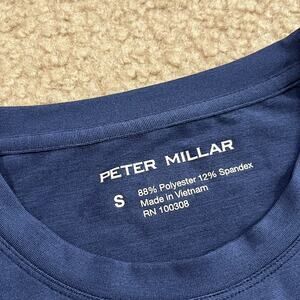 PETER MILLAR
S
88% Polyester 12% Spandex
Made in Vietnam
RN 100308